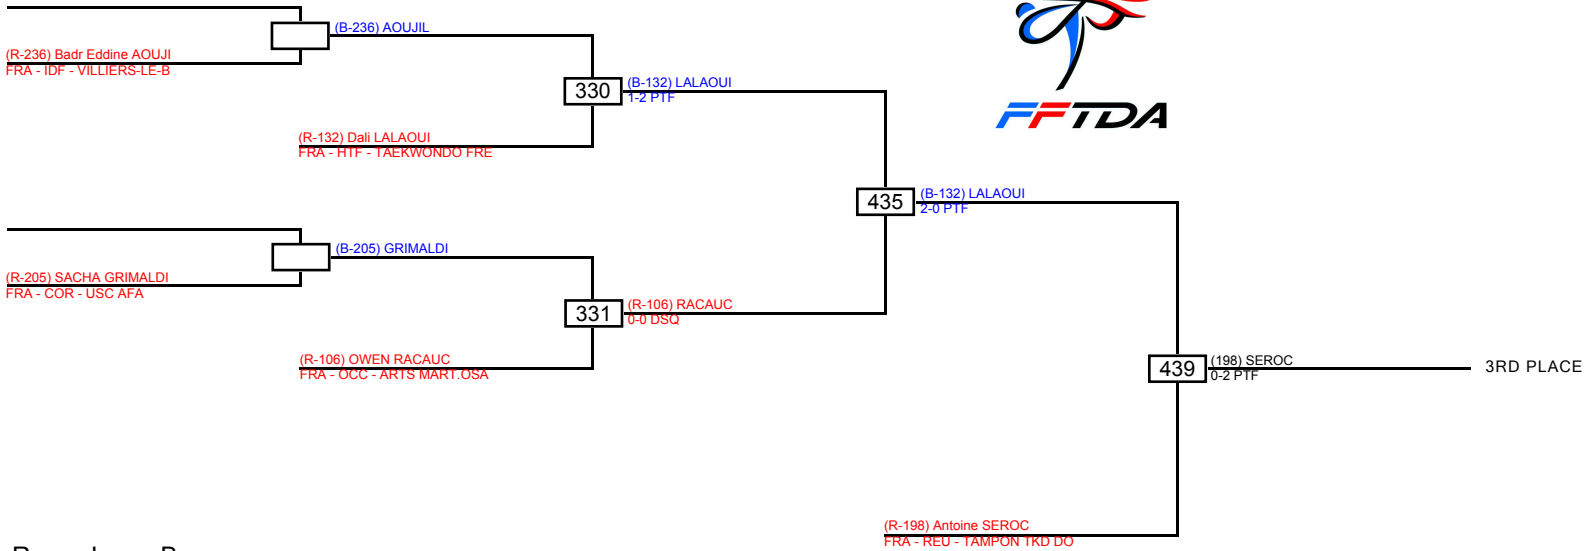 (B-236) AOUJIL
(R-236) Badr Eddine AOUJI
FRA - IDF - VILLIERS-LE-B
330
(B-132) LALAOUI
1-2 PTF
FFTDA
(R-132) Dali LALAOUI
FRA - HTF - TAEKWONDO FRE
435
(B-132) LALAOUI
2-0 PTF
(B-205) GRIMALDI
(R-205) SACHA GRIMALDI
FRA - COR - USC AFA
331
(R-106) RACAUC
0-0 DSQ
(R-106) OWEN RACAUC
FRA - OCC - ARTS MART.OSA
439
(198) SEROC
0-2 PTF
3RD PLACE
(R-198) Antoine SEROC
FRA - REU - TAMPON TKD DO